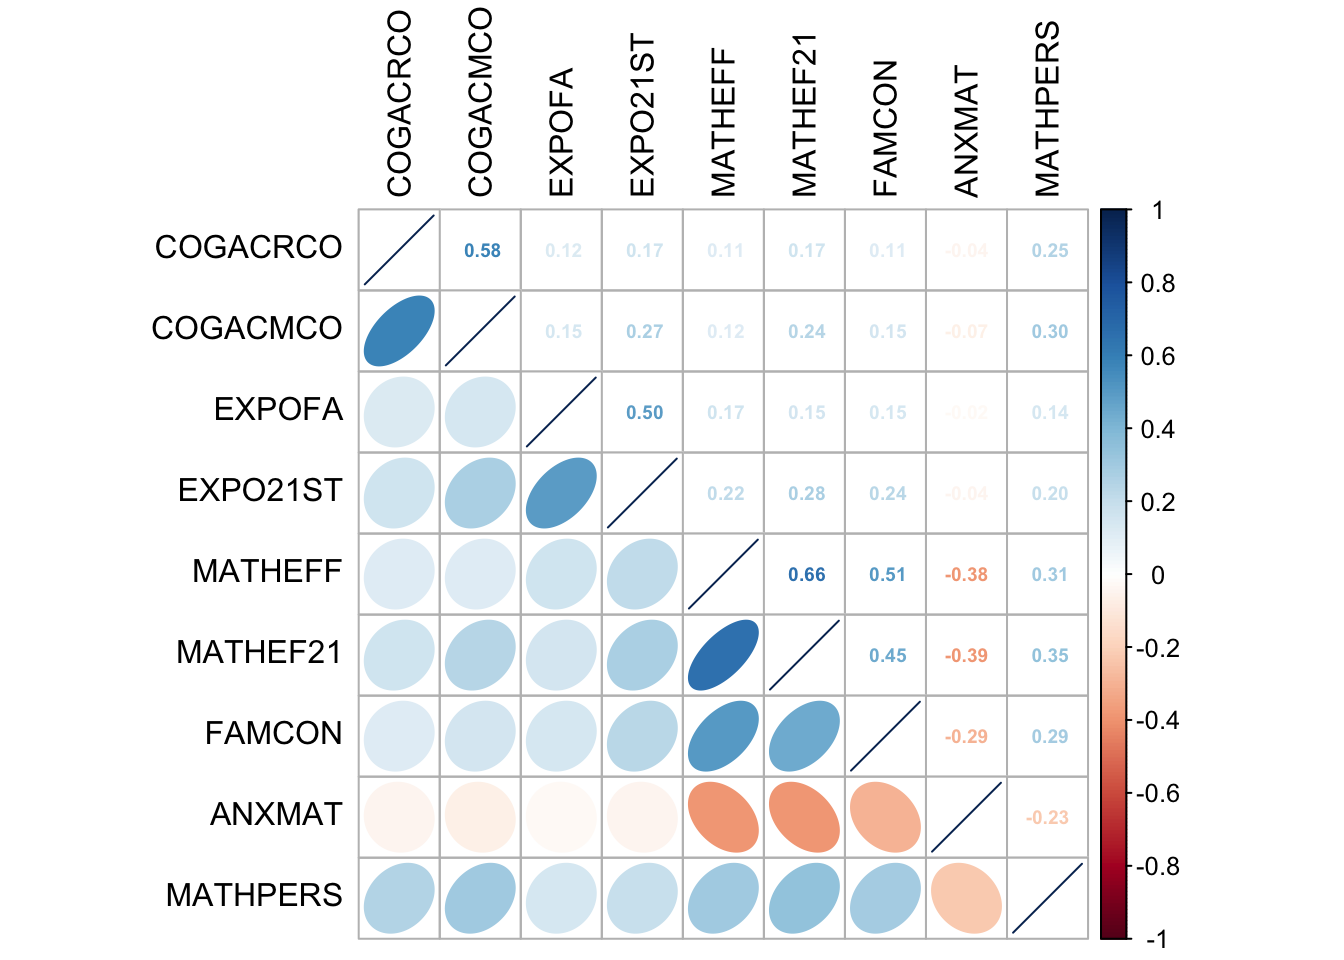 COGACRCO COGACMCO EXPOFA EXPO21ST MATHEFF MATHEF21 FAMCON ANXMAT MATHPERS
COGACRCO 0.58 0.12 0.17 0.11 0.17 0.11 -0.04 0.25
COGACMCO 0.15 0.27 0.12 0.24 0.15 -0.07 0.30
EXPOFA 0.50 0.17 0.15 0.15 -0.02 0.14
EXPO21ST 0.22 0.28 0.24 -0.04 0.20
MATHEFF 0.66 0.51 -0.38 0.31
MATHEF21 0.45 -0.39 0.35
FAMCON -0.29 0.29
ANXMAT -0.23
MATHPERS
1
0.8
0.6
0.4
0.2
0
-0.2
-0.4
-0.6
-0.8
-1